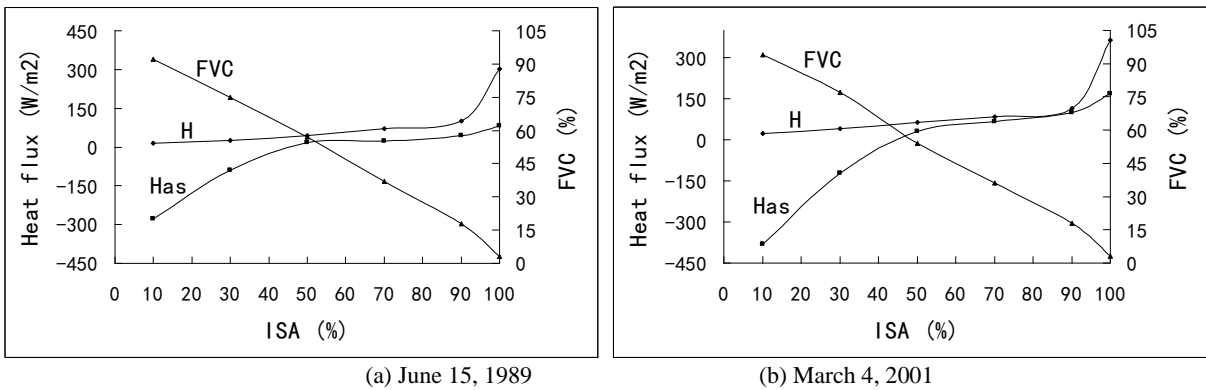 Heat flux (W/m2)
450
300
150
0
-150
-300
-450
FVC
H
Has
105
90
75
60
45
30
15
0
FVC (%)
0 10 20 30 40 50 60 70 80 90 100
ISA (%)
(a) June 15, 1989
Heat flux (W/m2)
300
150
0
-150
-300
-450
FVC
H
Has
105
90
75
60
45
30
15
0
FVC (%)
0 10 20 30 40 50 60 70 80 90 100
ISA (%)
(b) March 4, 2001